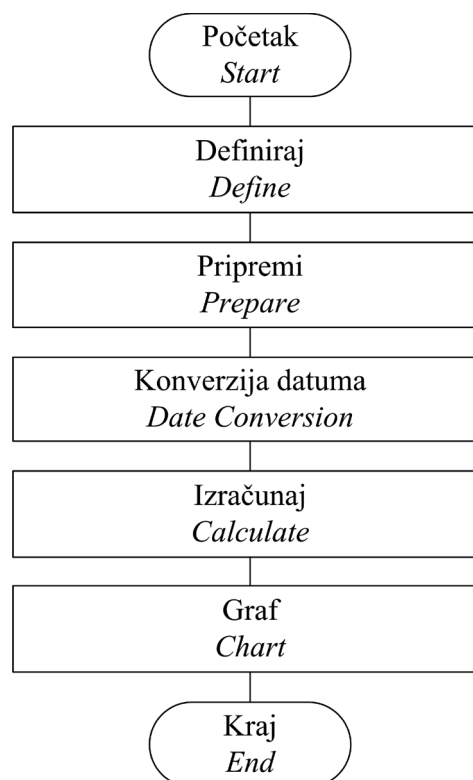 Početak
Start
Definiraj
Define
Pripremi
Prepare
Konverzija datuma
Date Conversion
Izračunaj
Calculate
Graf
Chart
Kraj
End